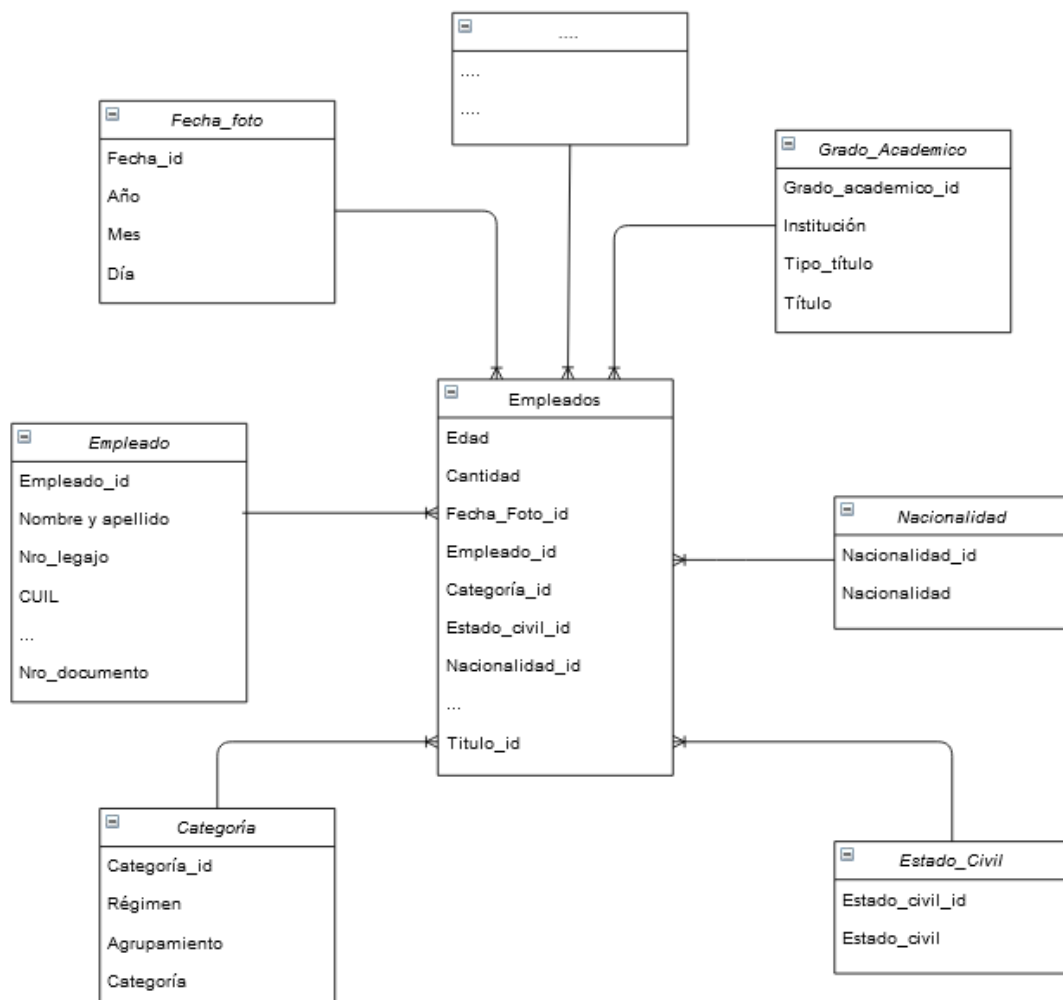 ....
....
....
Fecha_foto
Fecha_id
Año
Mes
Día
Grado_Academico
Grado_academico_id
Institución
Tipo_título
Título
Empleados
Edad
Cantidad
Fecha_Foto_id
Empleado_id
Categoría_id
Estado_civil_id
Nacionalidad_id
...
Titulo_id
Empleado
Empleado_id
Nombre y apellido
Nro_legajo
CUIL
...
Nro_documento
Nacionalidad
Nacionalidad_id
Nacionalidad
Categoría
Categoría_id
Régimen
Agrupamiento
Categoría
Estado_Civil
Estado_civil_id
Estado_civil